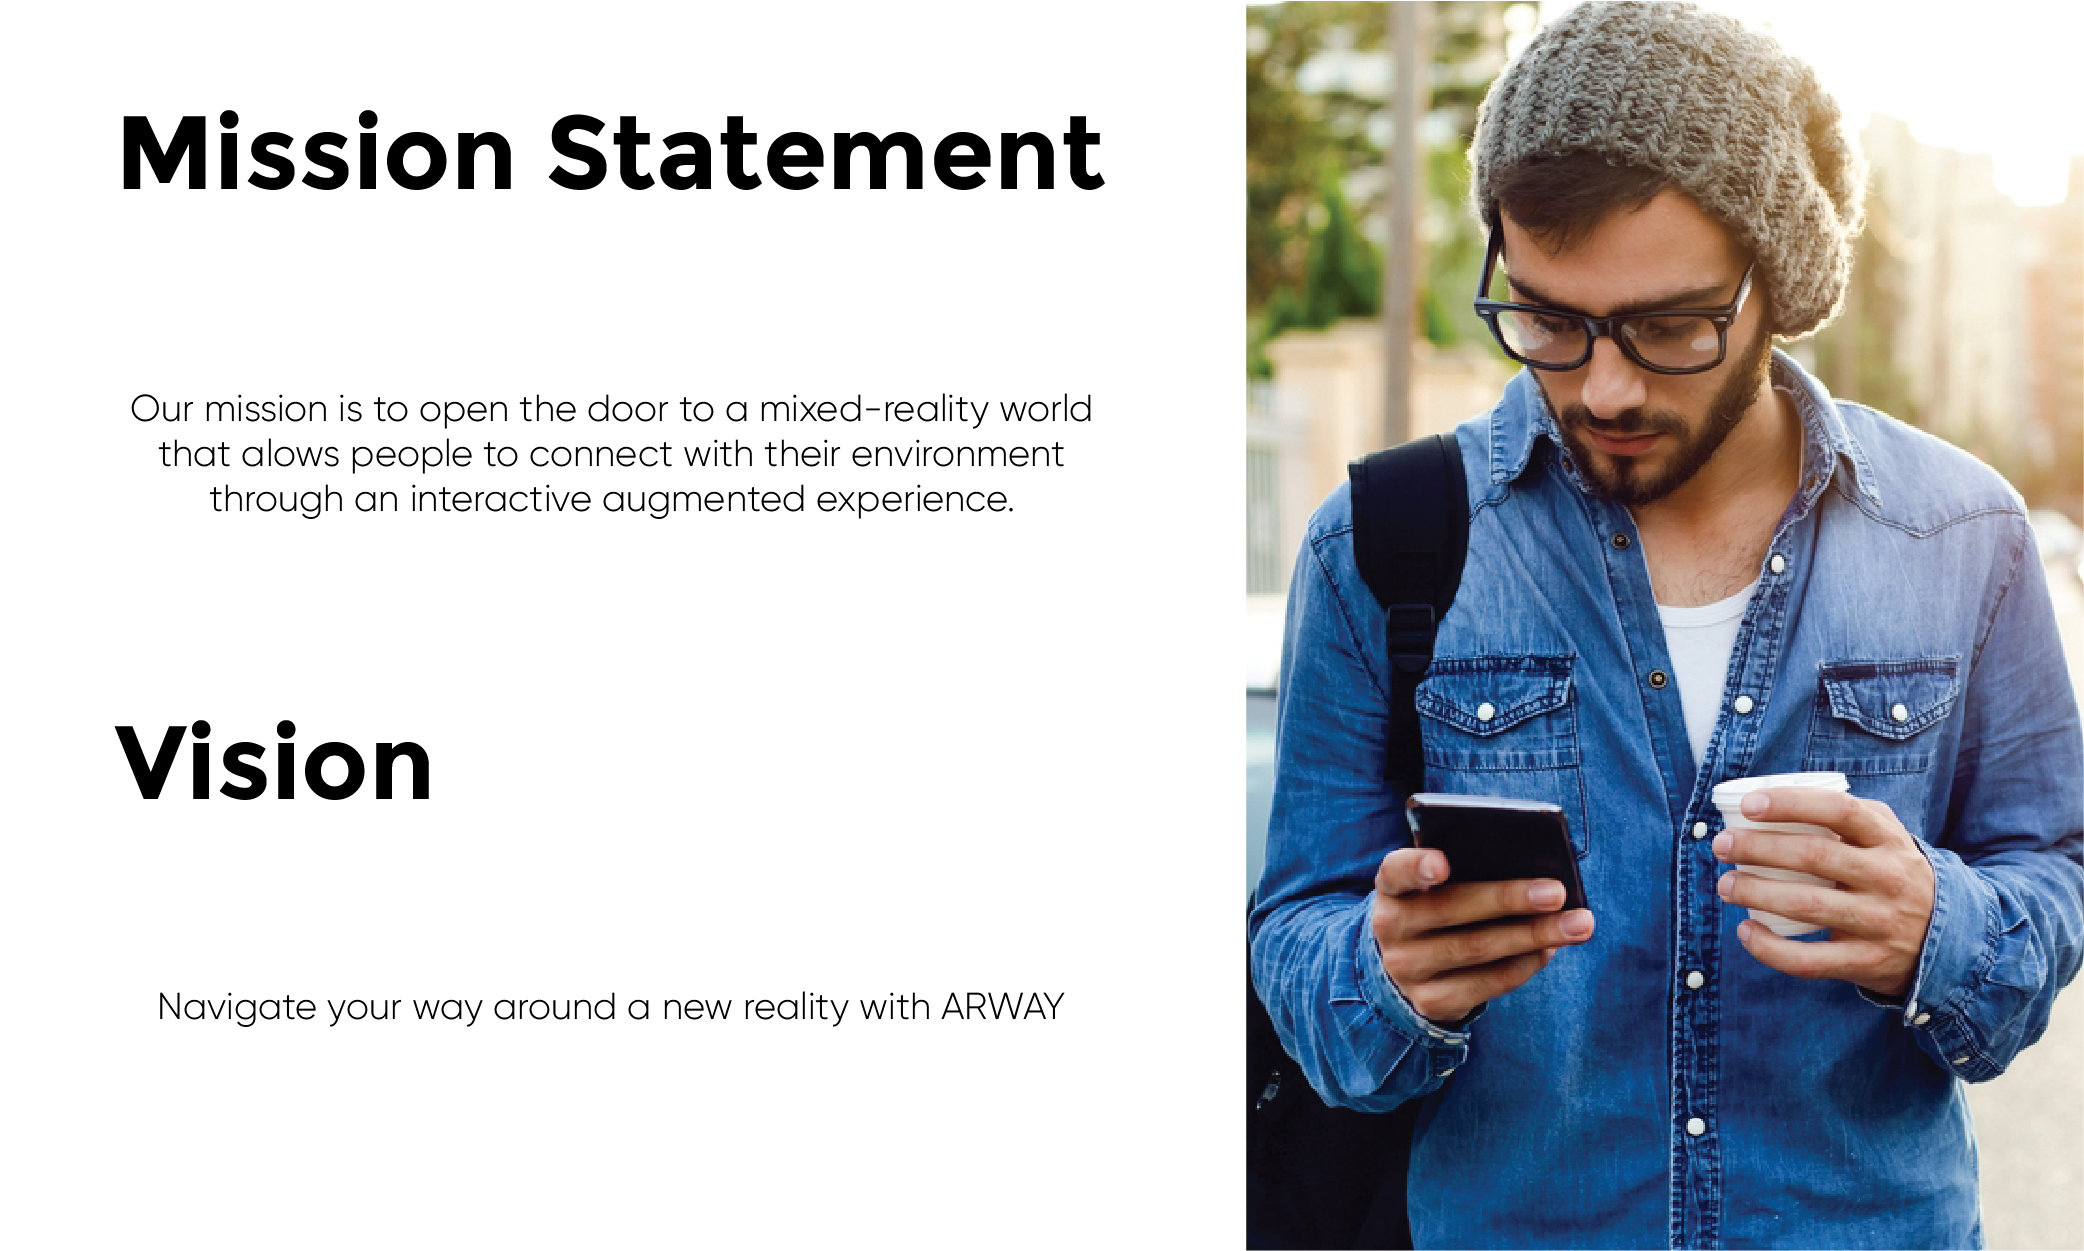 Mission Statement
Our mission is to open the door to a mixed-reality world
that alows people to connect with their environment
through an interactive augmented experience.
Vision
Navigate your way around a new reality with ARWAY